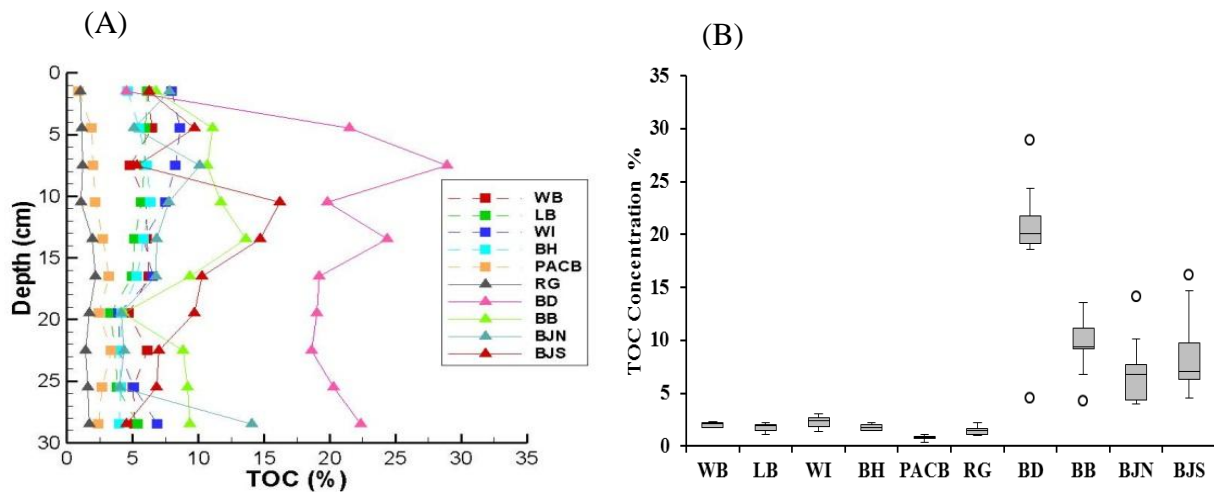 (A)
0
5
10
15
20
25
30
Depth (cm)
0 5 10 15 20 25 30 35
TOC (%)
WB
LB
WI
BH
PACB
RG
BD
BB
BJN
BJS
(B)
35
30
25
20
15
10
5
0
TOC Concentration %
WB LB WI BH PACB RG BD BB BJN BJS